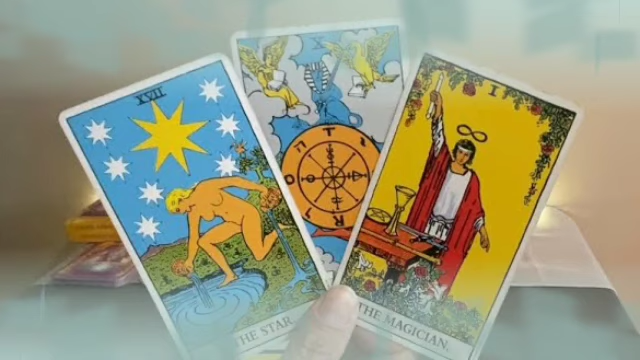 XVII
X
I
T
R
THE STAR.
THE MAGICIAN.